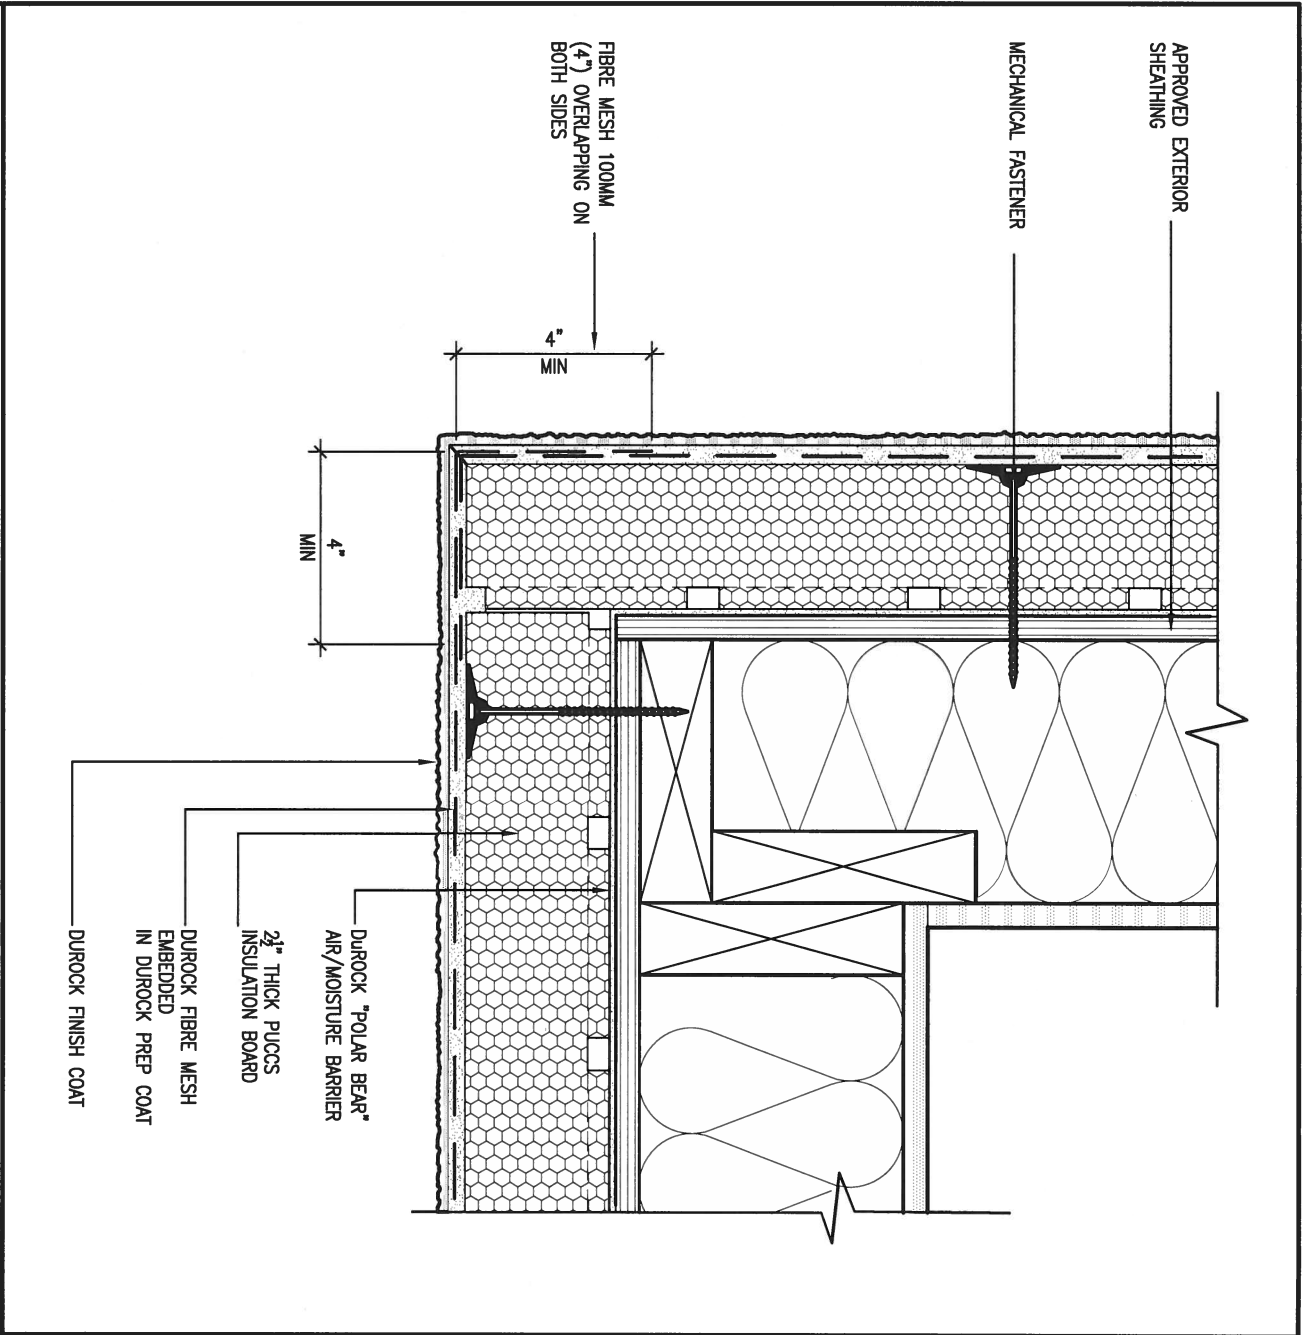 APPROVED EXTERIOR
SHEATHING
MECHANICAL FASTENER
FIBRE MESH 100MM
(4") OVERLAPPING ON
BOTH SIDES
4"
MIN
4"
MIN
DuROCK "POLAR BEAR"
AIR/MOISTURE BARRIER
2½" THICK PUCCS
INSULATION BOARD
DUROCK FIBRE MESH
EMBEDDED
IN DUROCK PREP COAT
DUROCK FINISH COAT